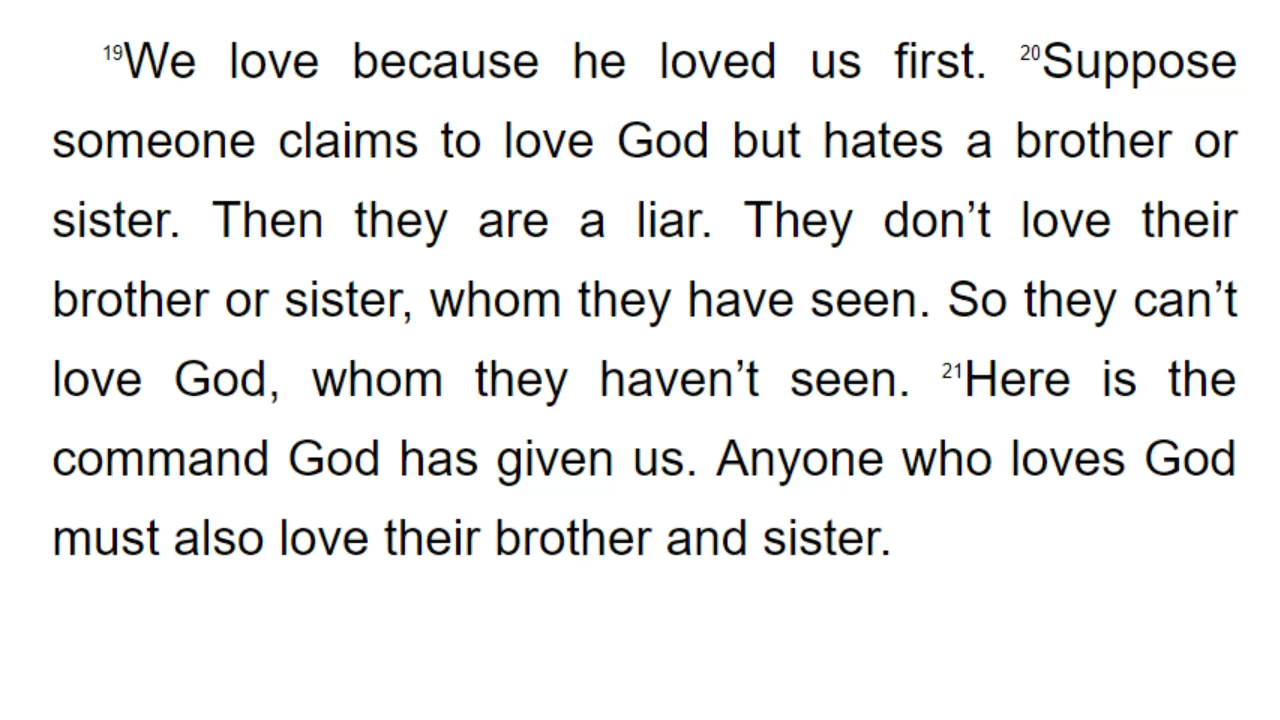 19We love because he loved us first. 20Suppose
someone claims to love God but hates a brother or
sister. Then they are a liar. They don’t love their
brother or sister, whom they have seen. So they can’t
love God, whom they haven’t seen. 21Here is the
command God has given us. Anyone who loves God
must also love their brother and sister.